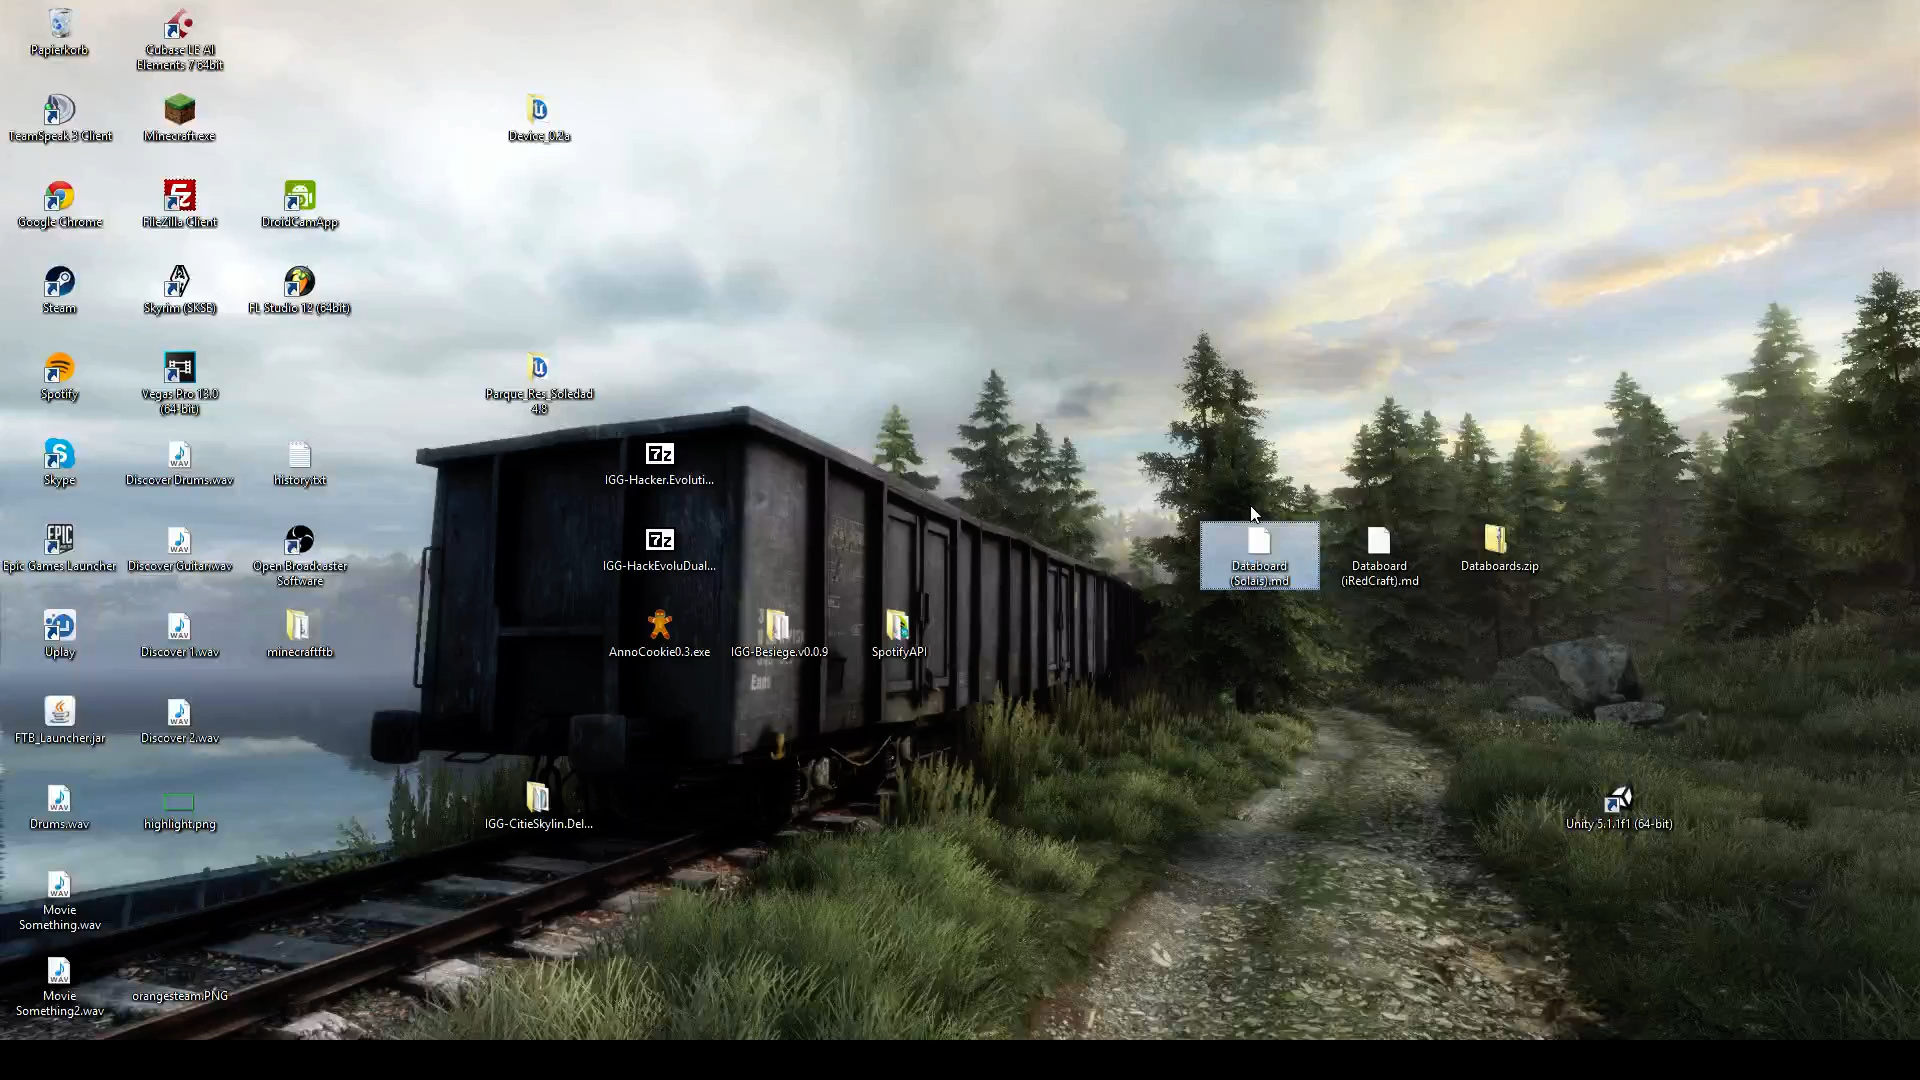 Papierkorb
Cubase LE AI
Elements 7 64bit
TeamSpeak 3 Client
Minecraft.exe
Device_0.2a
Google Chrome
FileZilla Client
DroidCamApp
Steam
Skyrim (SKSE)
FL Studio 12 (64bit)
Spotify
Vegas Pro 13.0
(64-bit)
Parque_Res_Soledad
4.8
Skype
Discover Drums.wav
history.txt
IGG-Hacker.Evoluti...
Epic Games Launcher
Discover Guitar.wav
Open Broadcaster
Software
IGG-HackEvoluDual...
Databoard
(Solais).md
Databoard
(iRedCraft).md
Databoards.zip
Uplay
Discover 1.wav
minecraftftb
AnnoCookie0.3.exe
IGG-Besiege.v0.0.9
SpotifyAPI
FTB_Launcher.jar
Discover 2.wav
Drums.wav
highlight.png
IGG-CitieSkylin.Del...
Unity 5.1.1f1 (64-bit)
Movie
Something.wav
Movie
Something2.wav
orangesteam.PNG